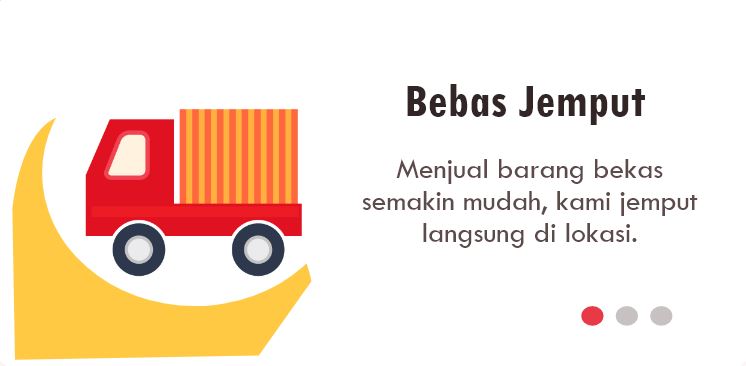 Bebas Jemput
Menjual barang bekas
semakin mudah, kami jemput
langsung di lokasi.